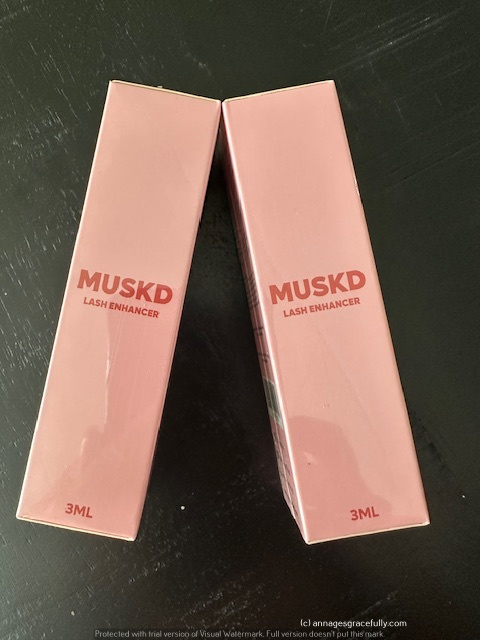 MUSKD
LASH ENHANCER
3ML
MUSKD
LASH ENHANCER
3ML
(c) annagesgracefully.com
Protected with trial version of Visual Watermark. Full version doesn't put this mark.